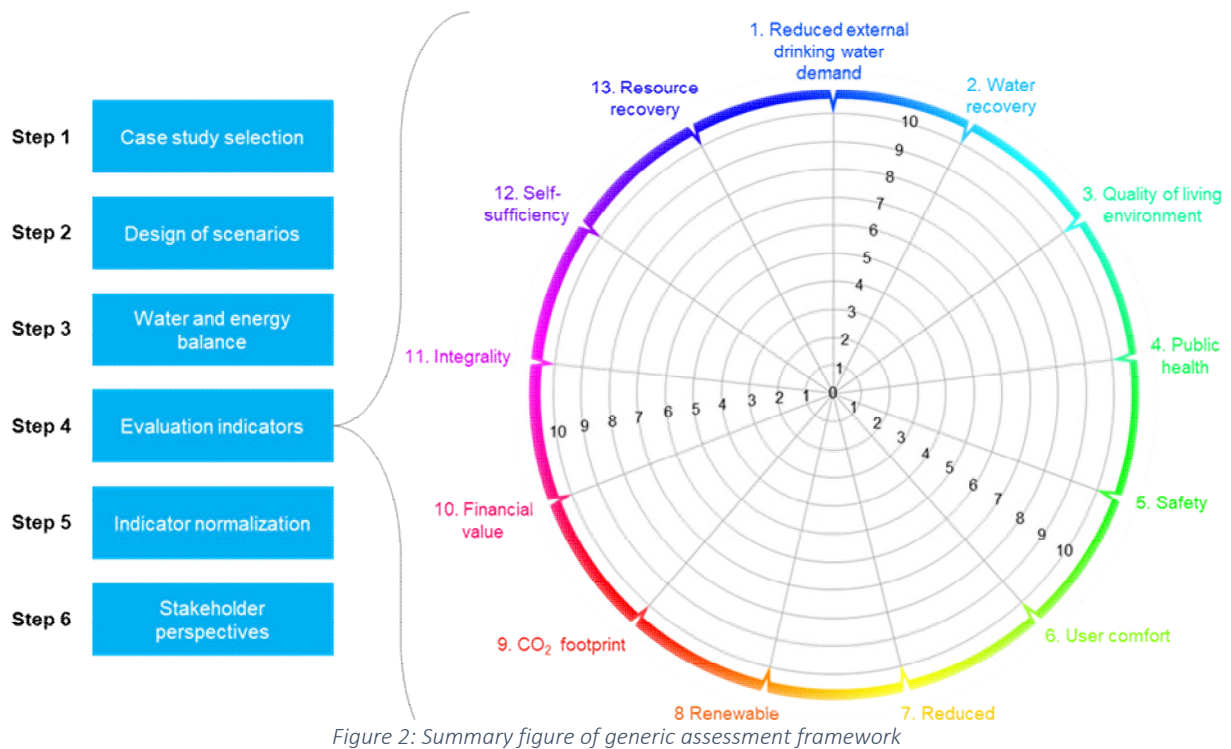 Step 1
Case study selection
Step 2
Design of scenarios
Step 3
Water and energy
balance
Step 4
Evaluation indicators
Step 5
Indicator normalization
Step 6
Stakeholder
perspectives
1. Reduced external
drinking water
demand
2. Water
recovery
3. Quality of living
environment
4. Public
health
5. Safety
6. User comfort
7. Reduced
8 Renewable
9. CO₂ footprint
10. Financial
value
11. Integrality
12. Self-
sufficiency
13. Resource
recovery
10
9
8
7
6
5
4
3
2
1
0
1
2
3
4
5
6
7
8
9
10
10 9 8 7 6 5 4 3 2 1
Figure 2: Summary figure of generic assessment framework